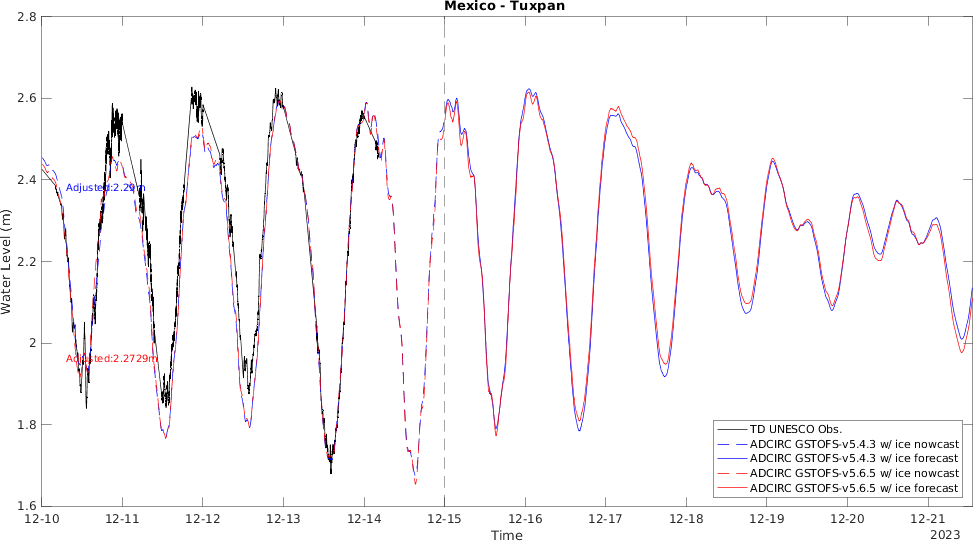 Mexico - Tuxpan
2.8
2.6
2.4
2.2
2
1.8
1.6
Water Level (m)
Adjusted:2.29m
Adjusted:2.2729m
TD UNESCO Obs.
ADCIRC GSTOFS-v5.4.3 w/ ice nowcast
ADCIRC GSTOFS-v5.4.3 w/ ice forecast
ADCIRC GSTOFS-v5.6.5 w/ ice nowcast
ADCIRC GSTOFS-v5.6.5 w/ ice forecast
12-10 12-11 12-12 12-13 12-14 12-15 12-16 12-17 12-18 12-19 12-20 12-21
Time
2023